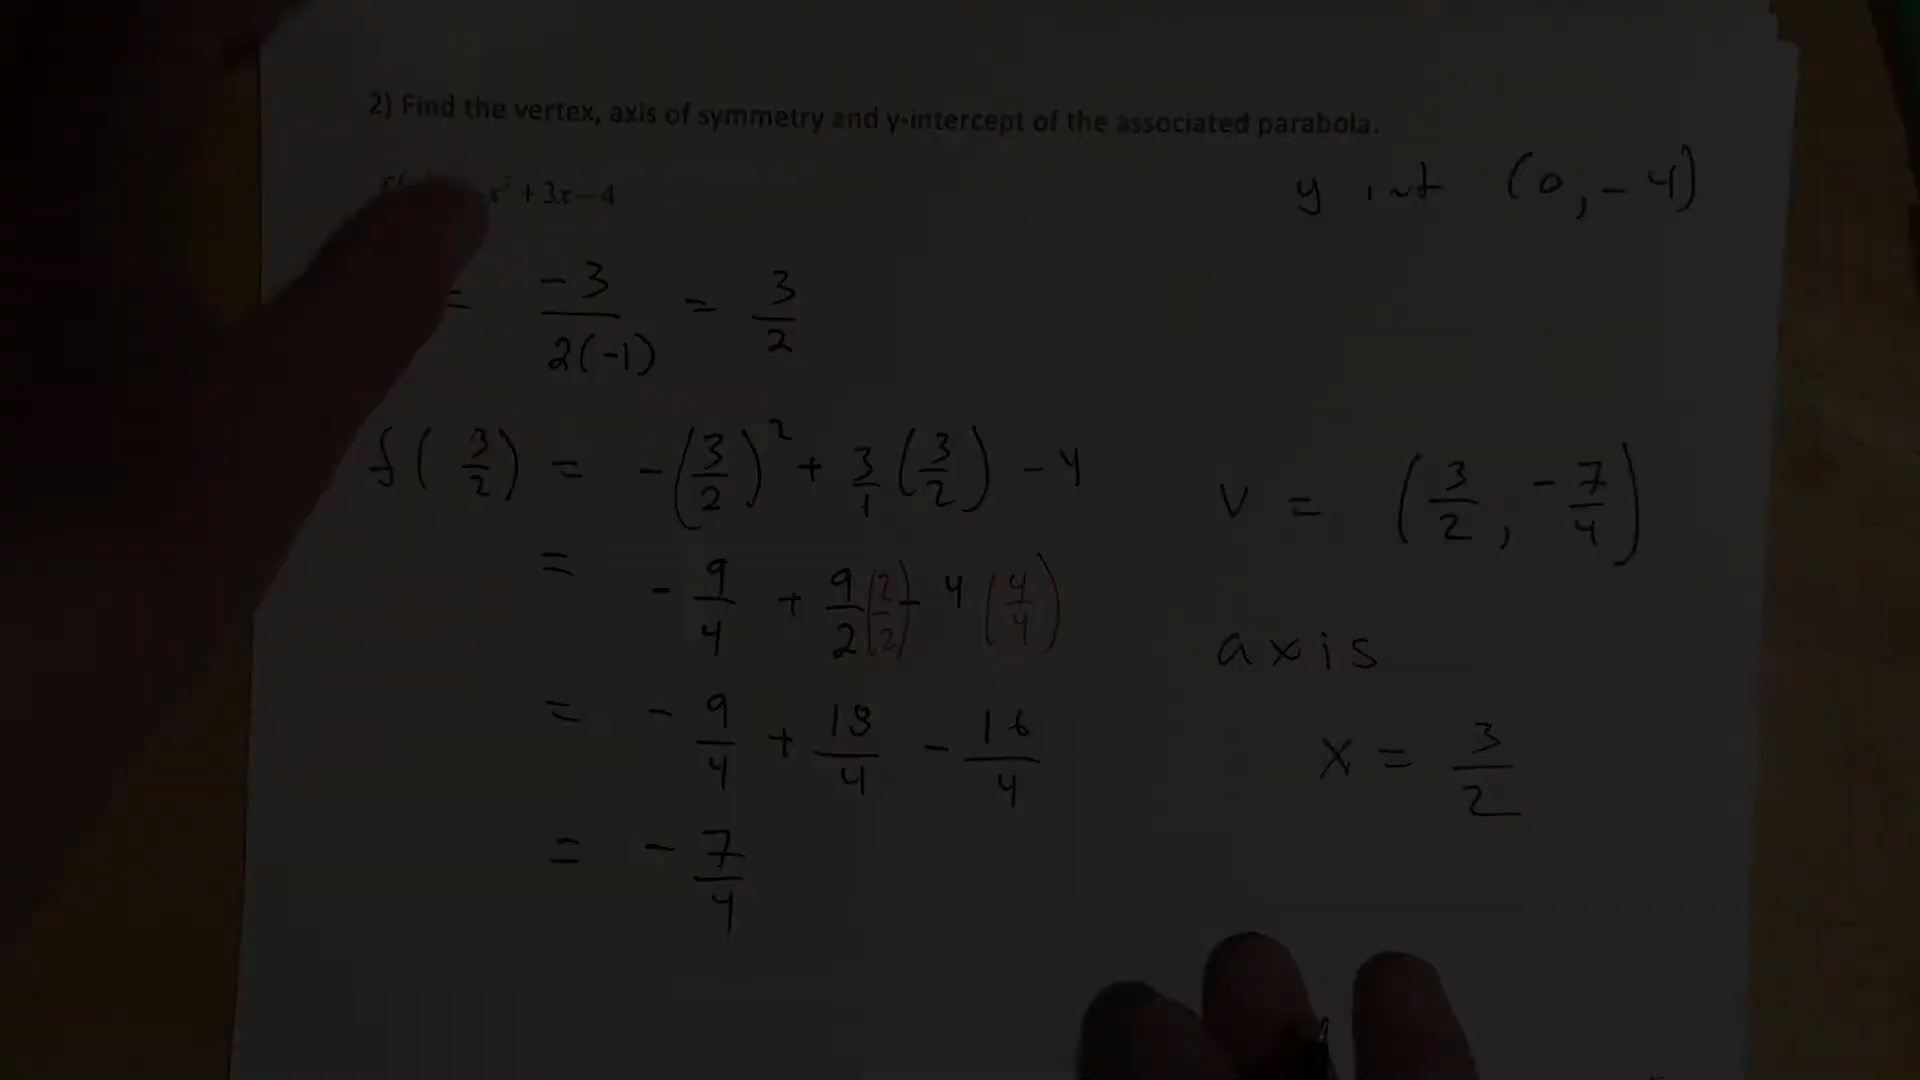 2) Find the vertex, axis of symmetry and y-intercept of the associated parabola.
x² + 3x − 4
y int (0, −4)
= -3/2(-1) = 3/2
f(3/2) = -(3/2)² + 3/1(3/2) - 4
= -9/4 + 9/2(2/2) - 4(4/4)
= -9/4 + 18/4 - 16/4
= -7/4
V = (3/2, -7/4)
axis
x = 3/2